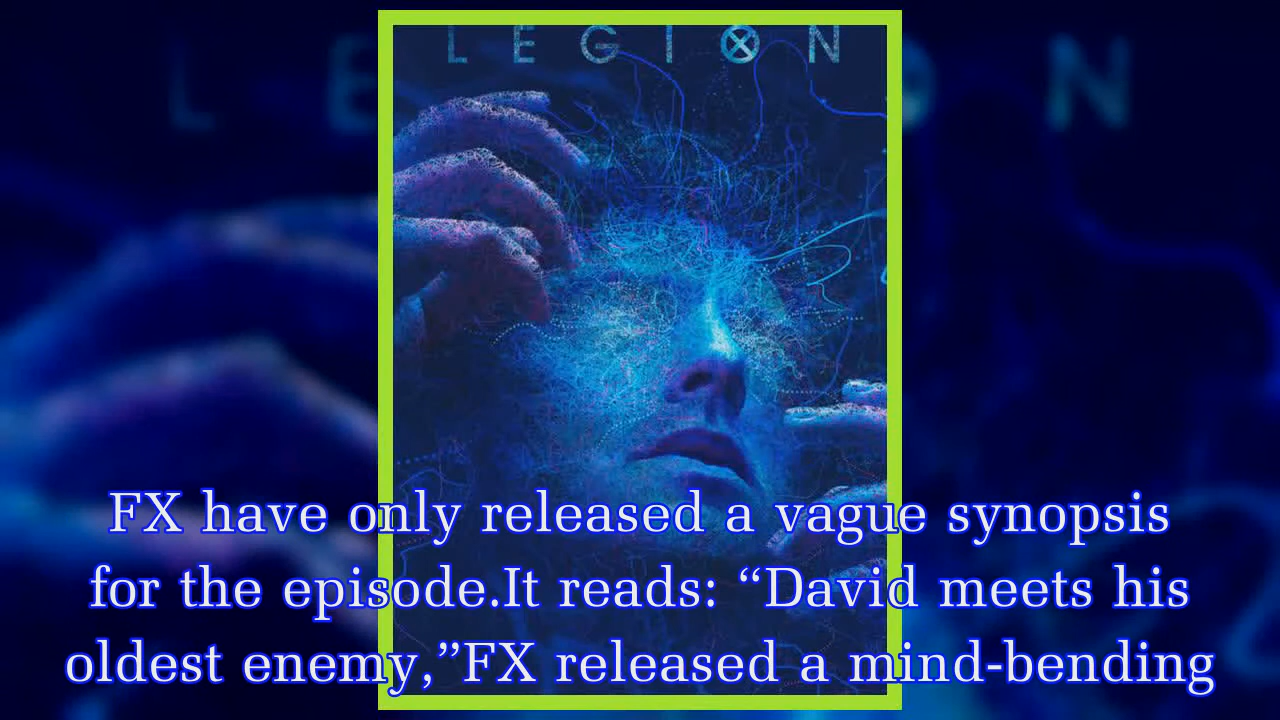 LEGION
FX have only released a vague synopsis
for the episode.It reads: “David meets his
oldest enemy,”FX released a mind-bending